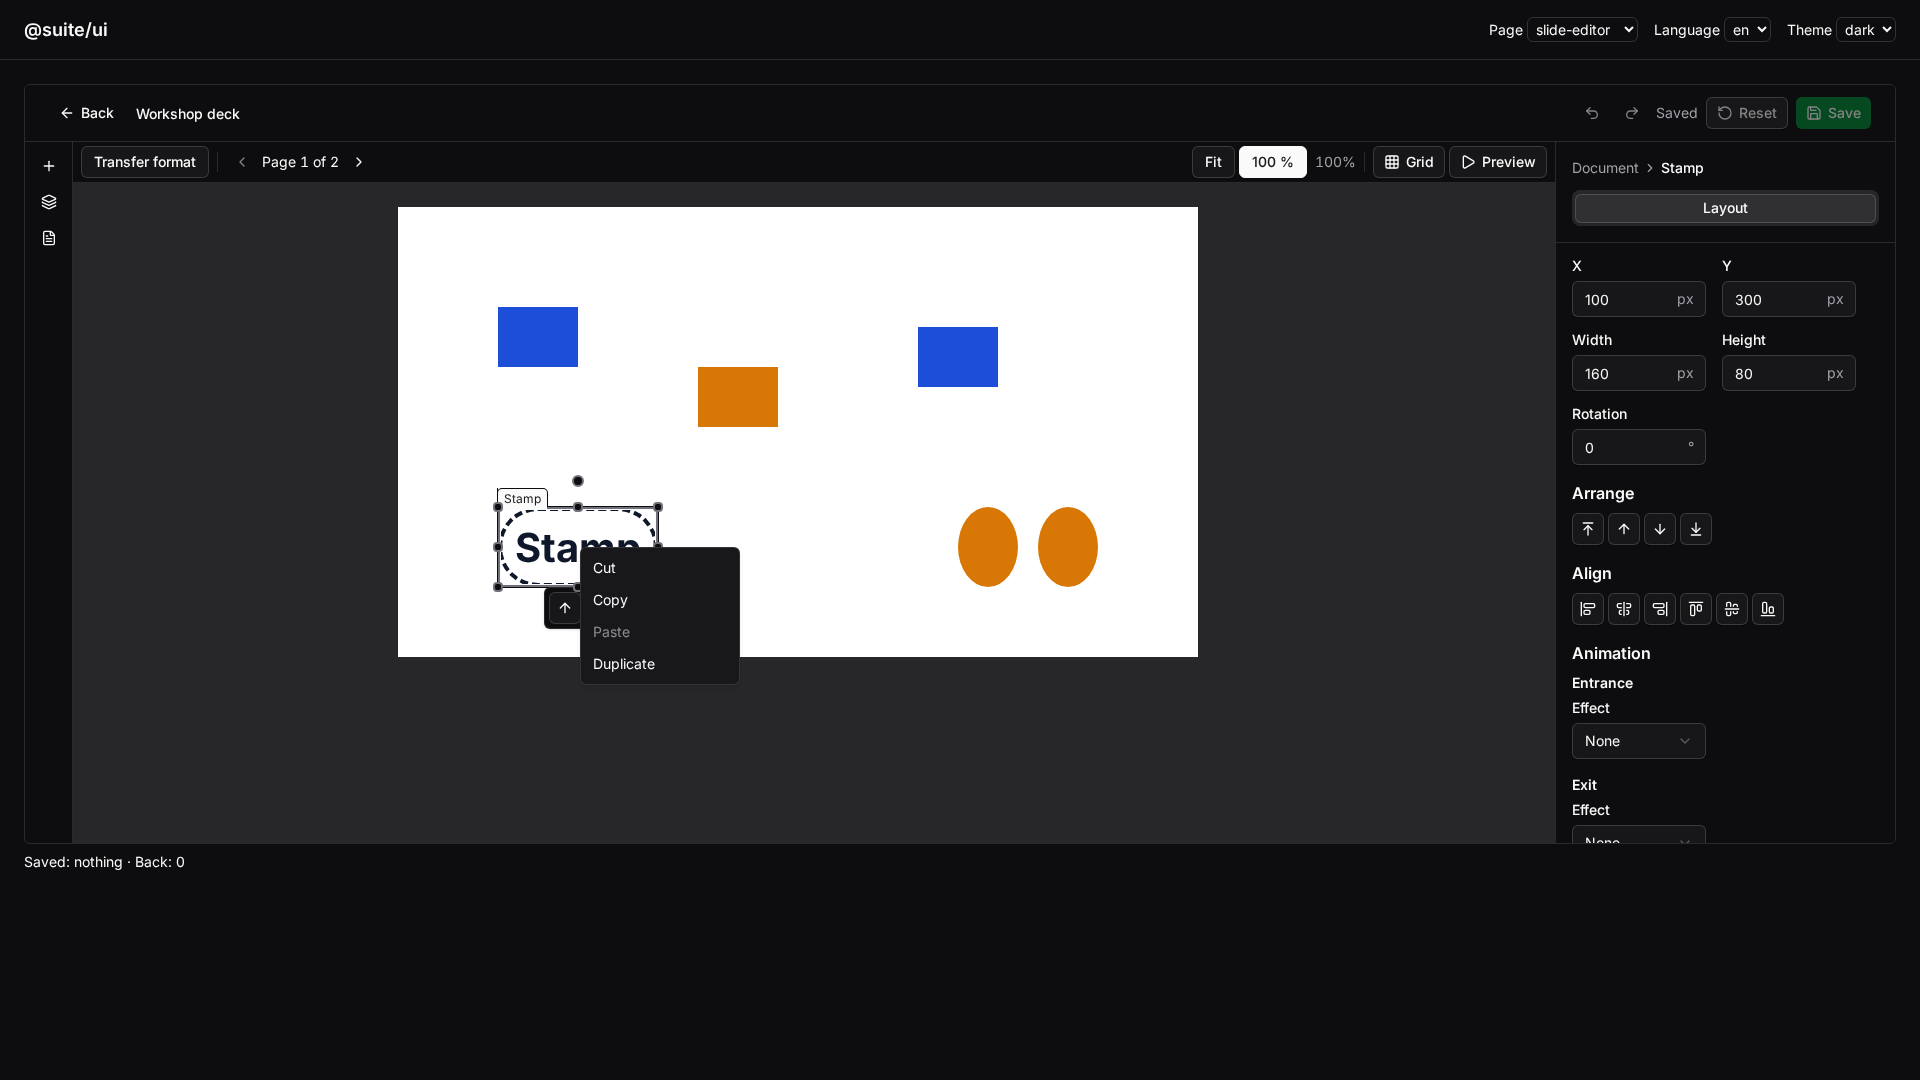 @suite/ui
Page slide-editor Language en Theme dark
Back Workshop deck Saved Reset Save
Transfer format Page 1 of 2 Fit 100 % 100% Grid Preview
Document Stamp
Layout
X Y
100 px 300 px
Width Height
160 px 80 px
Rotation
0 °
Arrange
Align
Animation
Entrance
Effect
None
Exit
Effect
None
Stamp
Stamp
Cut
Copy
Paste
Duplicate
Saved: nothing · Back: 0